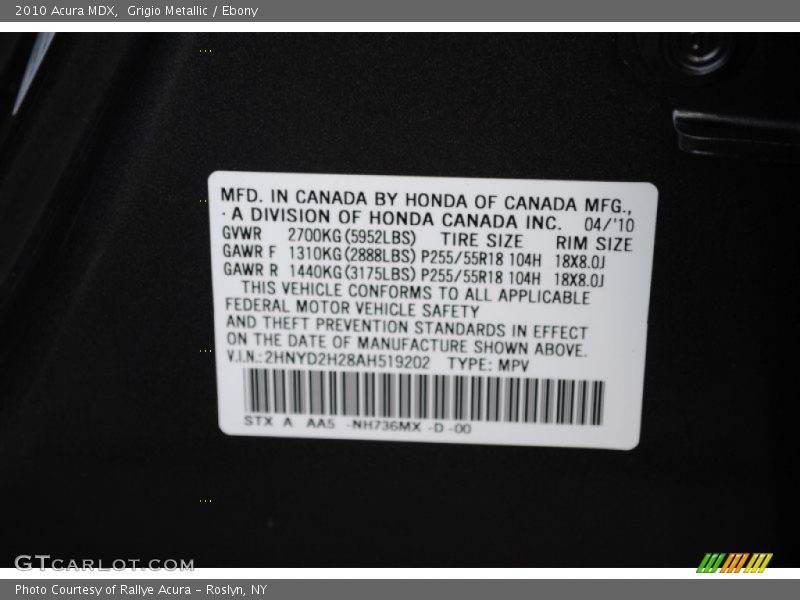 2010 Acura MDX,  Grigio Metallic / Ebony
MFD. IN CANADA BY HONDA OF CANADA MFG.,
· A DIVISION OF HONDA CANADA INC. 04/'10
GVWR 2700KG(5952LBS) TIRE SIZE RIM SIZE
GAWR F 1310KG(2888LBS) P255/55R18 104H 18X8.0J
GAWR R 1440KG(3175LBS) P255/55R18 104H 18X8.0J
THIS VEHICLE CONFORMS TO ALL APPLICABLE
FEDERAL MOTOR VEHICLE SAFETY
AND THEFT PREVENTION STANDARDS IN EFFECT
ON THE DATE OF MANUFACTURE SHOWN ABOVE.
V.I.N.:2HNYD2H28AH519202 TYPE: MPV
STX A AA5 -NH736MX -D -00
GTCARLOT.COM
Photo Courtesy of Rallye Acura – Roslyn, NY